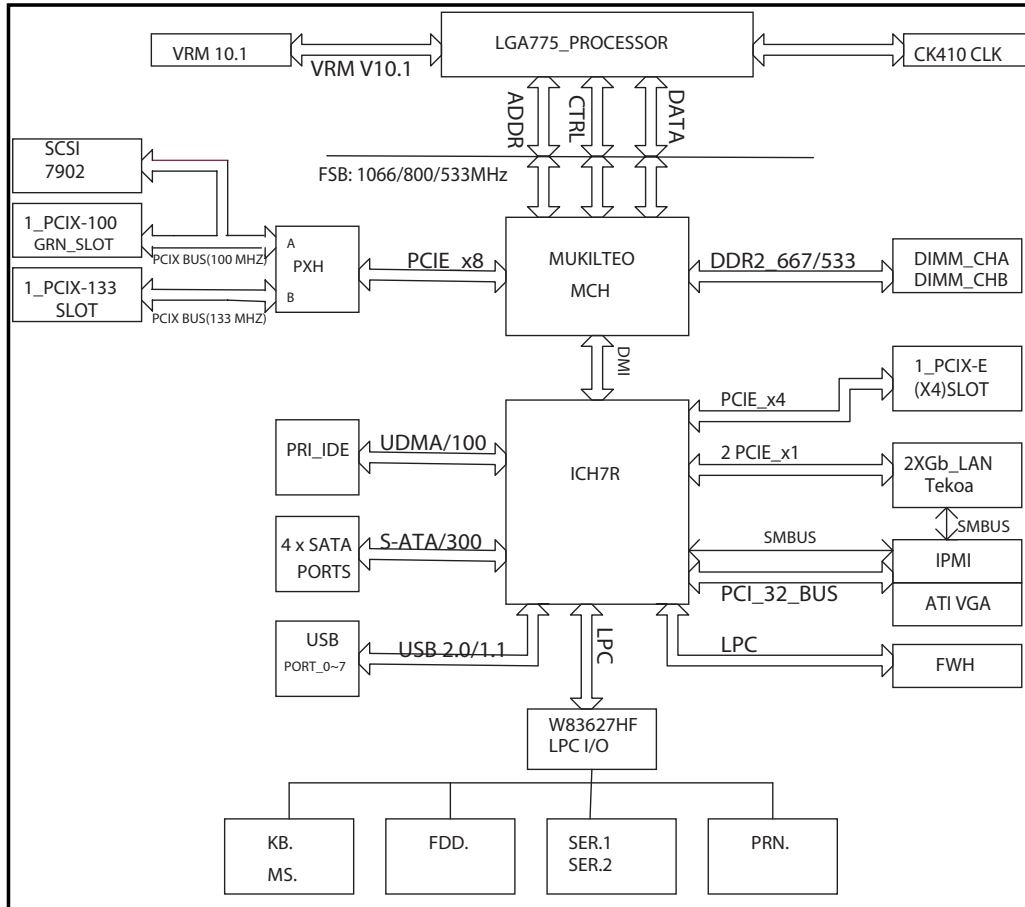 LGA775_PROCESSOR
VRM 10.1
VRM V10.1
CK410 CLK
ADDR
CTRL
DATA
SCSI
7902
FSB: 1066/800/533MHz
1_PCIX-100
GRN_SLOT
PCIX BUS(100 MHZ)
A
PXH
B
PCIE_x8
MUKILTEO
MCH
DDR2_667/533
DIMM_CHA
DIMM_CHB
1_PCIX-133
SLOT
PCIX BUS(133 MHZ)
DMI
1_PCIX-E
(X4)SLOT
PCIE_x4
PRI_IDE
UDMA/100
ICH7R
2 PCIE_x1
2XGb_LAN
Tekoa
SMBUS
4 x SATA
PORTS
S-ATA/300
SMBUS
IPMI
PCI_32_BUS
ATI VGA
USB
PORT_0~7
USB 2.0/1.1
LPC
LPC
FWH
W83627HF
LPC I/O
KB.
MS.
FDD.
SER.1
SER.2
PRN.